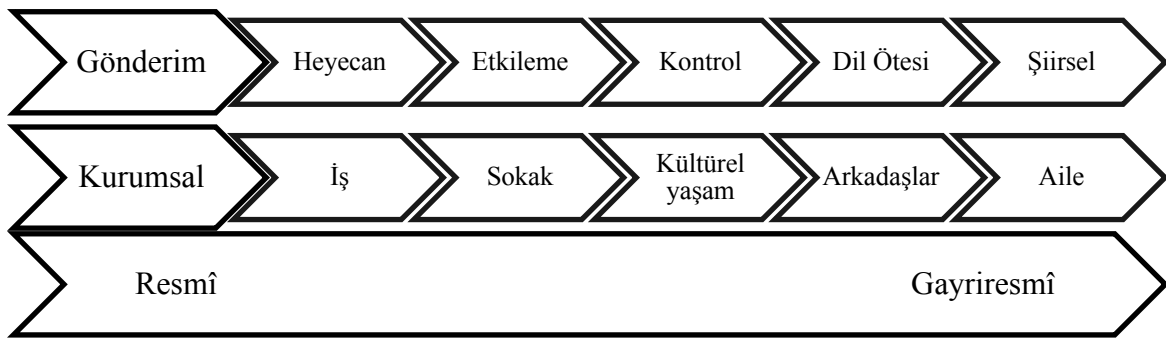 Gönderim Heyecan Etkileme Kontrol Dil Ötesi Şiirsel
Kurumsal İş Sokak Kültürel yaşam Arkadaşlar Aile
Resmî Gayriresmî